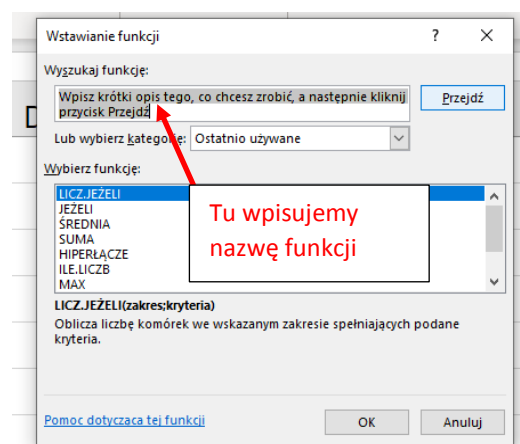 Wstawianie funkcji ? ×
Wyszukaj funkcję:
Wpisz krótki opis tego, co chcesz zrobić, a następnie kliknij
przycisk Przejdź
Przejdź
Lub wybierz kategorię: Ostatnio używane
Wybierz funkcję:
LICZ.JEŻELI
JEŻELI
ŚREDNIA
SUMA
HIPERŁĄCZE
ILE.LICZB
MAX
Tu wpisujemy
nazwę funkcji
LICZ.JEŻELI(zakres;kryteria)
Oblicza liczbę komórek we wskazanym zakresie spełniających podane
kryteria.
Pomoc dotycząca tej funkcji
OK
Anuluj